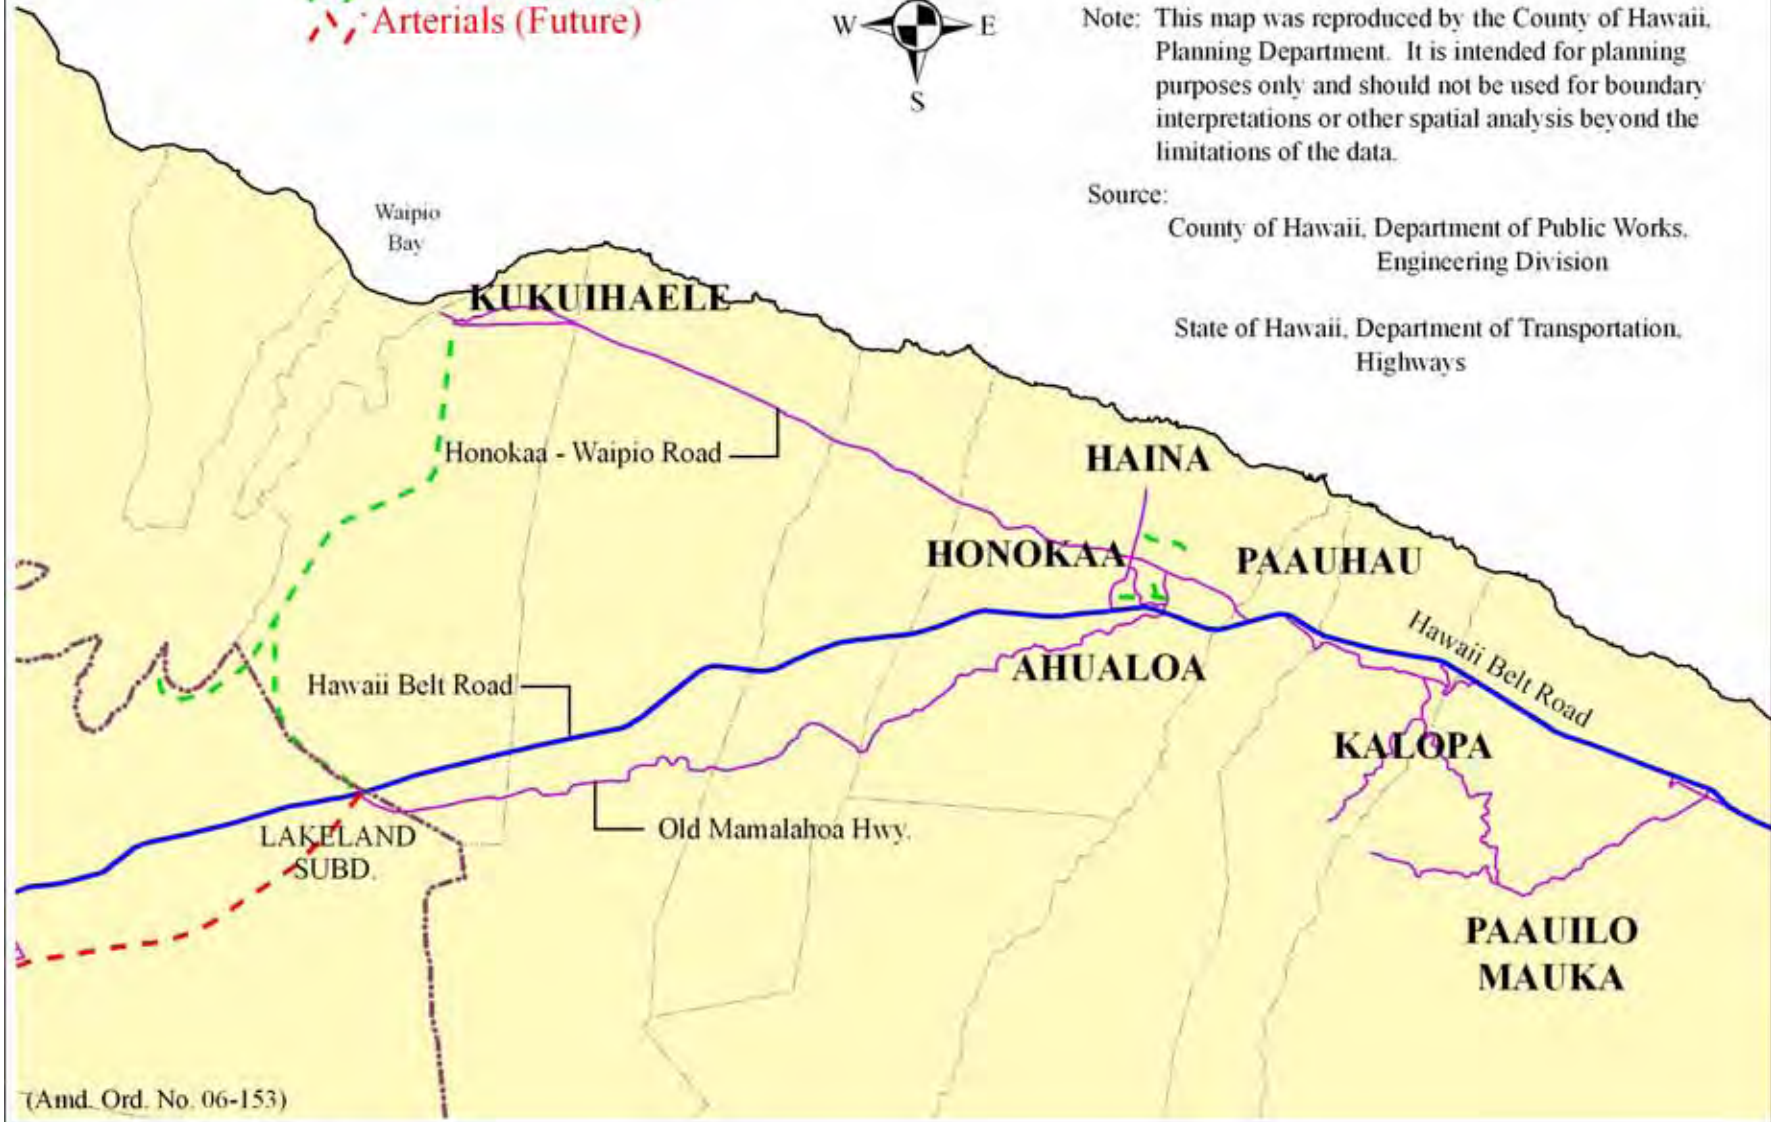 Arterials (Future)
W E
S
Note: This map was reproduced by the County of Hawaii,
Planning Department. It is intended for planning
purposes only and should not be used for boundary
interpretations or other spatial analysis beyond the
limitations of the data.
Source:
County of Hawaii, Department of Public Works,
Engineering Division
State of Hawaii, Department of Transportation,
Highways
Waipio
Bay
KUKUIHAELE
Honokaa - Waipio Road
HAINA
HONOKAA
PAAUHAU
Hawaii Belt Road
AHUALOA
Hawaii Belt Road
KALOPA
Old Mamalahoa Hwy.
LAKELAND
SUBD.
PAAUILO
MAUKA
(Amd. Ord. No. 06-153)